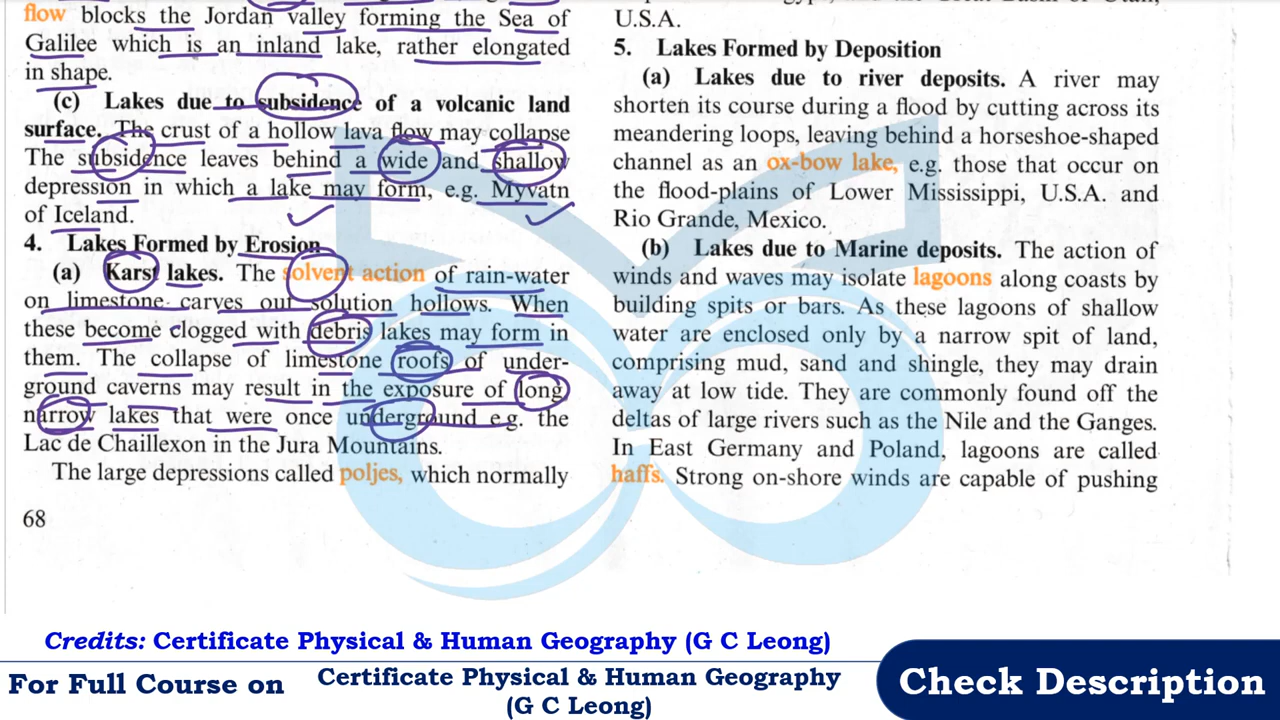 flow blocks the Jordan valley forming the Sea of
Galilee which is an inland lake, rather elongated
in shape.
(c) Lakes due to subsidence of a volcanic land
surface. The crust of a hollow lava flow may collapse
The subsidence leaves behind a wide and shallow
depression in which a lake may form, e.g. Myvatn
of Iceland.
4. Lakes Formed by Erosion
(a) Karst lakes. The solvent action of rain-water
on limestone carves out solution hollows. When
these become clogged with debris lakes may form in
them. The collapse of limestone roofs of under-
ground caverns may result in the exposure of long
narrow lakes that were once underground e.g. the
Lac de Chaillexon in the Jura Mountains.
The large depressions called poljes, which normally
68
U.S.A.
5. Lakes Formed by Deposition
(a) Lakes due to river deposits. A river may
shorten its course during a flood by cutting across its
meandering loops, leaving behind a horseshoe-shaped
channel as an ox-bow lake, e.g. those that occur on
the flood-plains of Lower Mississippi, U.S.A. and
Rio Grande, Mexico.
(b) Lakes due to Marine deposits. The action of
winds and waves may isolate lagoons along coasts by
building spits or bars. As these lagoons of shallow
water are enclosed only by a narrow spit of land,
comprising mud, sand and shingle, they may drain
away at low tide. They are commonly found off the
deltas of large rivers such as the Nile and the Ganges.
In East Germany and Poland, lagoons are called
haffs. Strong on-shore winds are capable of pushing
Credits: Certificate Physical & Human Geography (G C Leong)
For Full Course on
Certificate Physical & Human Geography
(G C Leong)
Check Description